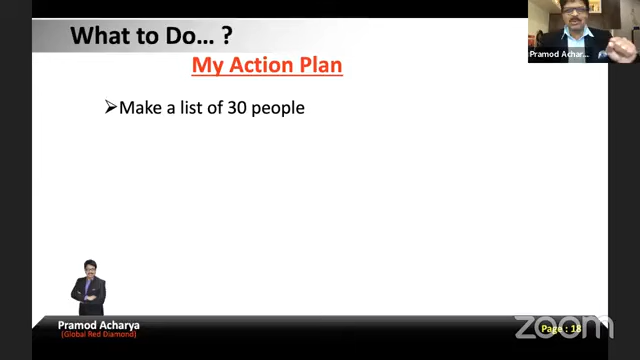 What to Do... ?
My Action Plan
➢Make a list of 30 people
Pramod Achar...
Pramod Acharya
(Global Red Diamond)
Page : 18
zoom